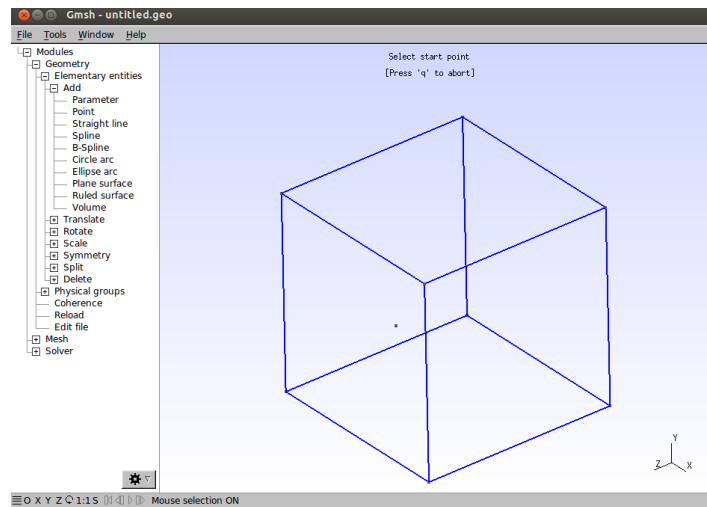 Gmsh - untitled.geo
File Tools Window Help
Modules
Geometry
Elementary entities
Add
Parameter
Point
Straight line
Spline
B-Spline
Circle arc
Ellipse arc
Plane surface
Ruled surface
Volume
Translate
Rotate
Scale
Symmetry
Split
Delete
Physical groups
Coherence
Reload
Edit file
Mesh
Solver
Select start point
[Press 'q' to abort]
Y
Z X
O X Y Z 1:1 S Mouse selection ON